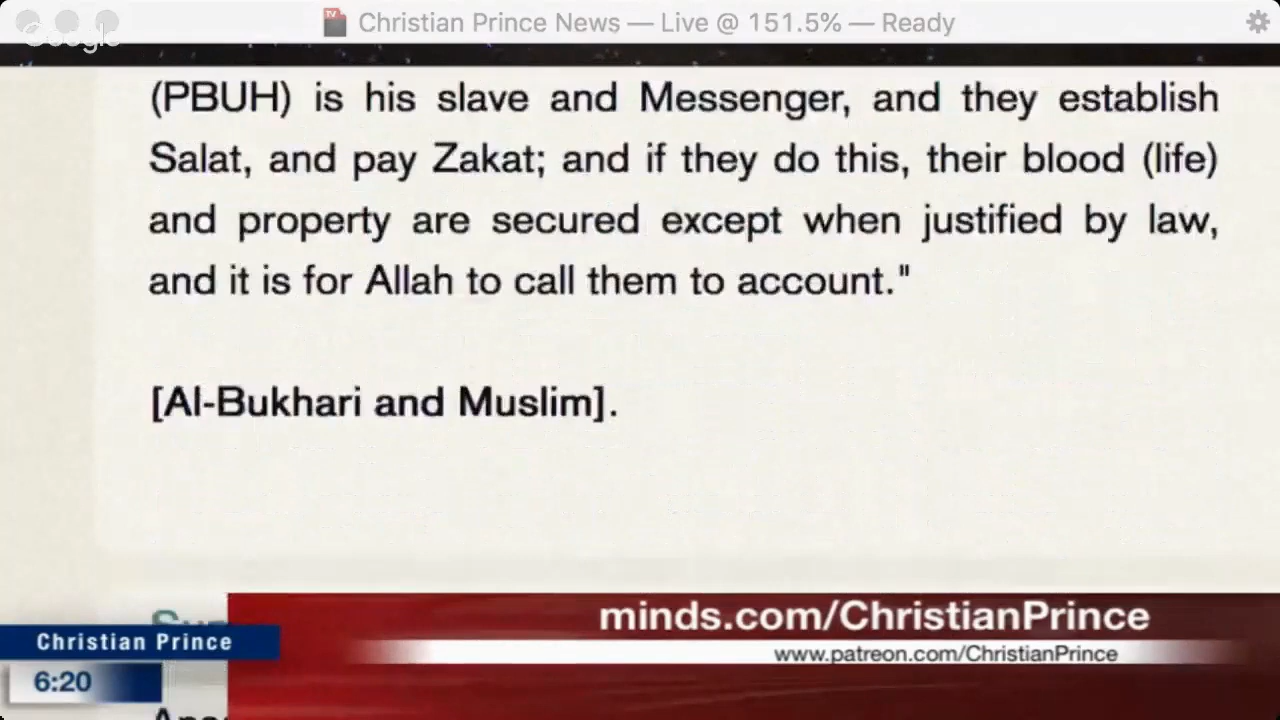 Christian Prince News — Live @ 151.5% — Ready
Google
(PBUH) is his slave and Messenger, and they establish
Salat, and pay Zakat; and if they do this, their blood (life)
and property are secured except when justified by law,
and it is for Allah to call them to account."
[Al-Bukhari and Muslim].
minds.com/ChristianPrince
Christian Prince
www.patreon.com/ChristianPrince
6:20